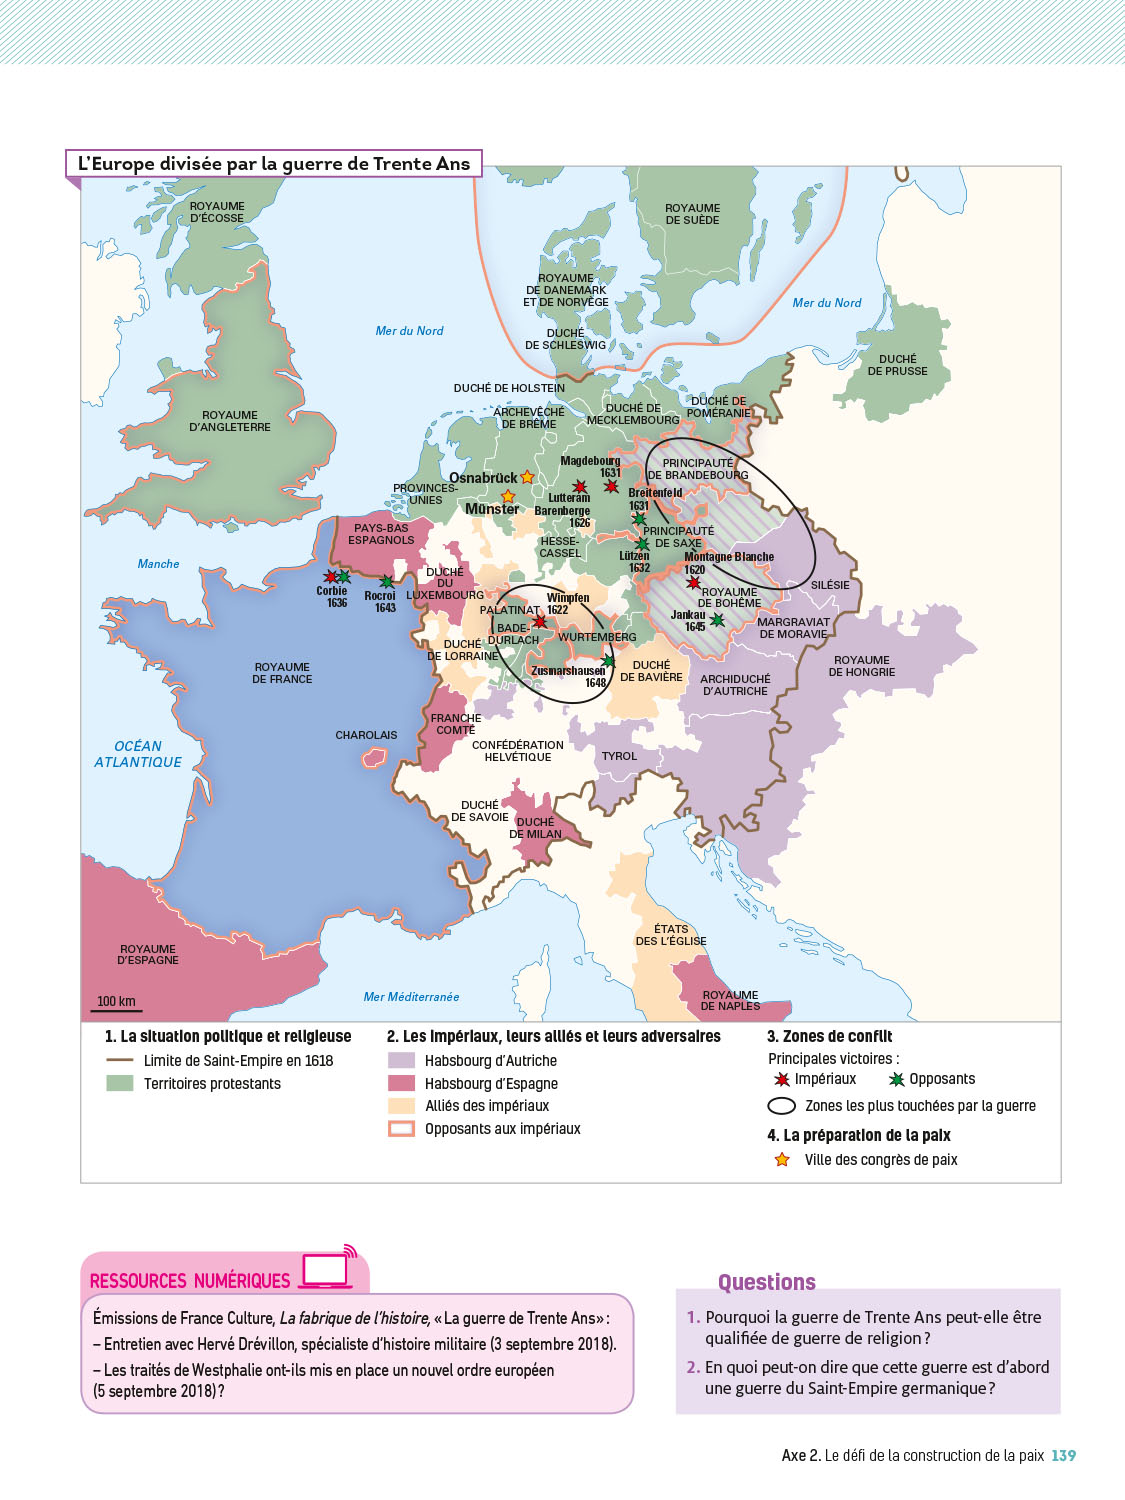 L'Europe divisée par la guerre de Trente Ans
ROYAUME
D'ÉCOSSE
ROYAUME
DE SUÈDE
ROYAUME
DE DANEMARK
ET DE NORVÈGE
Mer du Nord
Mer du Nord
DUCHÉ
DE SCHLESWIG
DUCHÉ
DE PRUSSE
DUCHÉ DE HOLSTEIN
ROYAUME
D'ANGLETERRE
ARCHEVÊCHÉ
DE BRÊME
DUCHÉ DE
MECKLEMBOURG
DUCHÉ DE
POMÉRANIE
Magdebourg
1631
PRINCIPAUTÉ
DE BRANDEBOURG
Osnabrück
PROVINCES-
UNIES
Münster
Lutteram
Barenberge
1626
Breitenfeld
1631
PAYS-BAS
ESPAGNOLS
HESSE-
CASSEL
PRINCIPAUTÉ
DE SAXE
Lützen
1632
Montagne Blanche
1620
Manche
Corbie
1636
Rocroi
1643
DUCHÉ
DU
LUXEMBOURG
PALATINAT
Wimpfen
1622
ROYAUME
DE BOHÊME
SILÉSIE
BADE-
DURLACH
WURTEMBERG
Jankau
1645
MARGRAVIAT
DE MORAVIE
DUCHÉ
DE LORRAINE
Zusmarshausen
1648
DUCHÉ
DE BAVIÈRE
ARCHIDUCHÉ
D'AUTRICHE
ROYAUME
DE HONGRIE
ROYAUME
DE FRANCE
FRANCHE
COMTÉ
CHAROLAIS
OCÉAN
ATLANTIQUE
CONFÉDÉRATION
HELVÉTIQUE
TYROL
DUCHÉ
DE SAVOIE
DUCHÉ
DE MILAN
ROYAUME
D'ESPAGNE
ÉTATS
DES L'ÉGLISE
Mer Méditerranée
ROYAUME
DE NAPLES
100 km
1. La situation politique et religieuse
Limite de Saint-Empire en 1618
Territoires protestants
2. Les impériaux, leurs alliés et leurs adversaires
Habsbourg d'Autriche
Habsbourg d'Espagne
Alliés des impériaux
Opposants aux impériaux
3. Zones de conflit
Principales victoires :
Impériaux
Opposants
Zones les plus touchées par la guerre
4. La préparation de la paix
Ville des congrès de paix
RESSOURCES NUMÉRIQUES
Émissions de France Culture, La fabrique de l'histoire, « La guerre de Trente Ans» :
– Entretien avec Hervé Drévillon, spécialiste d'histoire militaire (3 septembre 2018).
– Les traités de Westphalie ont-ils mis en place un nouvel ordre européen
(5 septembre 2018) ?
Questions
1. Pourquoi la guerre de Trente Ans peut-elle être
qualifiée de guerre de religion ?
2. En quoi peut-on dire que cette guerre est d'abord
une guerre du Saint-Empire germanique ?
Axe 2. Le défi de la construction de la paix 139